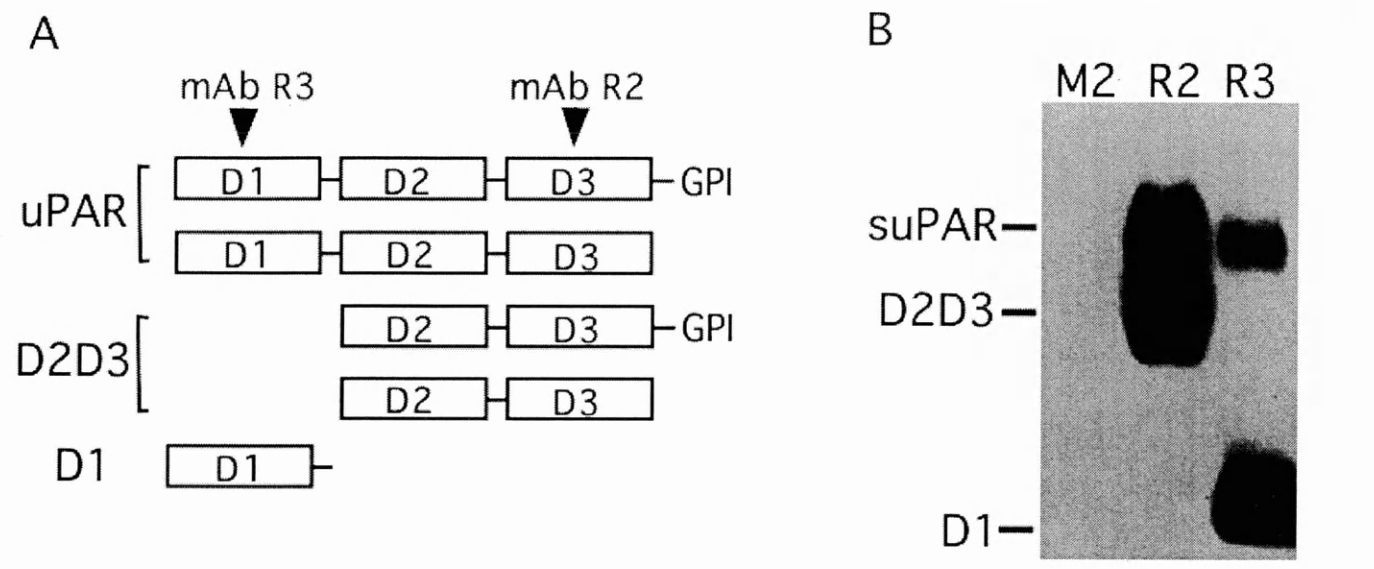 A
mAb R3 mAb R2
uPAR
D1 D2 D3 GPI
D1 D2 D3
D2D3
D2 D3 GPI
D2 D3
D1
D1
B
M2 R2 R3
suPAR
D2D3
D1